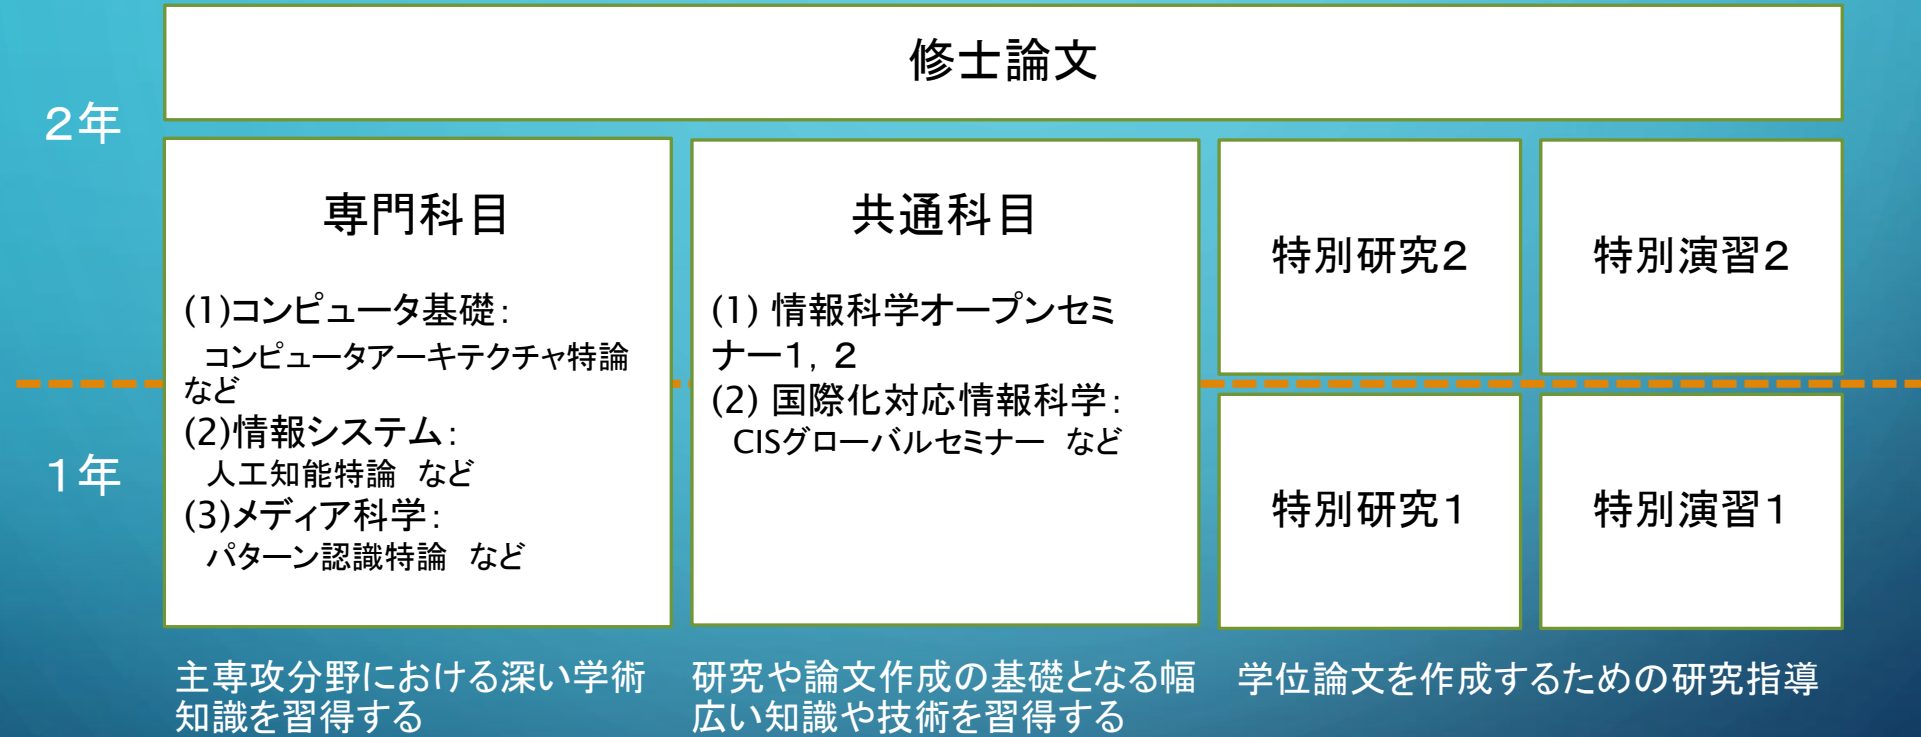 修士論文
２年
専門科目
(1)コンピュータ基礎：
コンピュータアーキテクチャ特論
など
(2)情報システム：
人工知能特論　など
(3)メディア科学：
パターン認識特論　など
共通科目
(1) 情報科学オープンセミ
ナー１，２
(2) 国際化対応情報科学：
CISグローバルセミナー　など
特別研究２
特別演習２
１年
特別研究１
特別演習１
主専攻分野における深い学術
知識を習得する
研究や論文作成の基礎となる幅
広い知識や技術を習得する
学位論文を作成するための研究指導